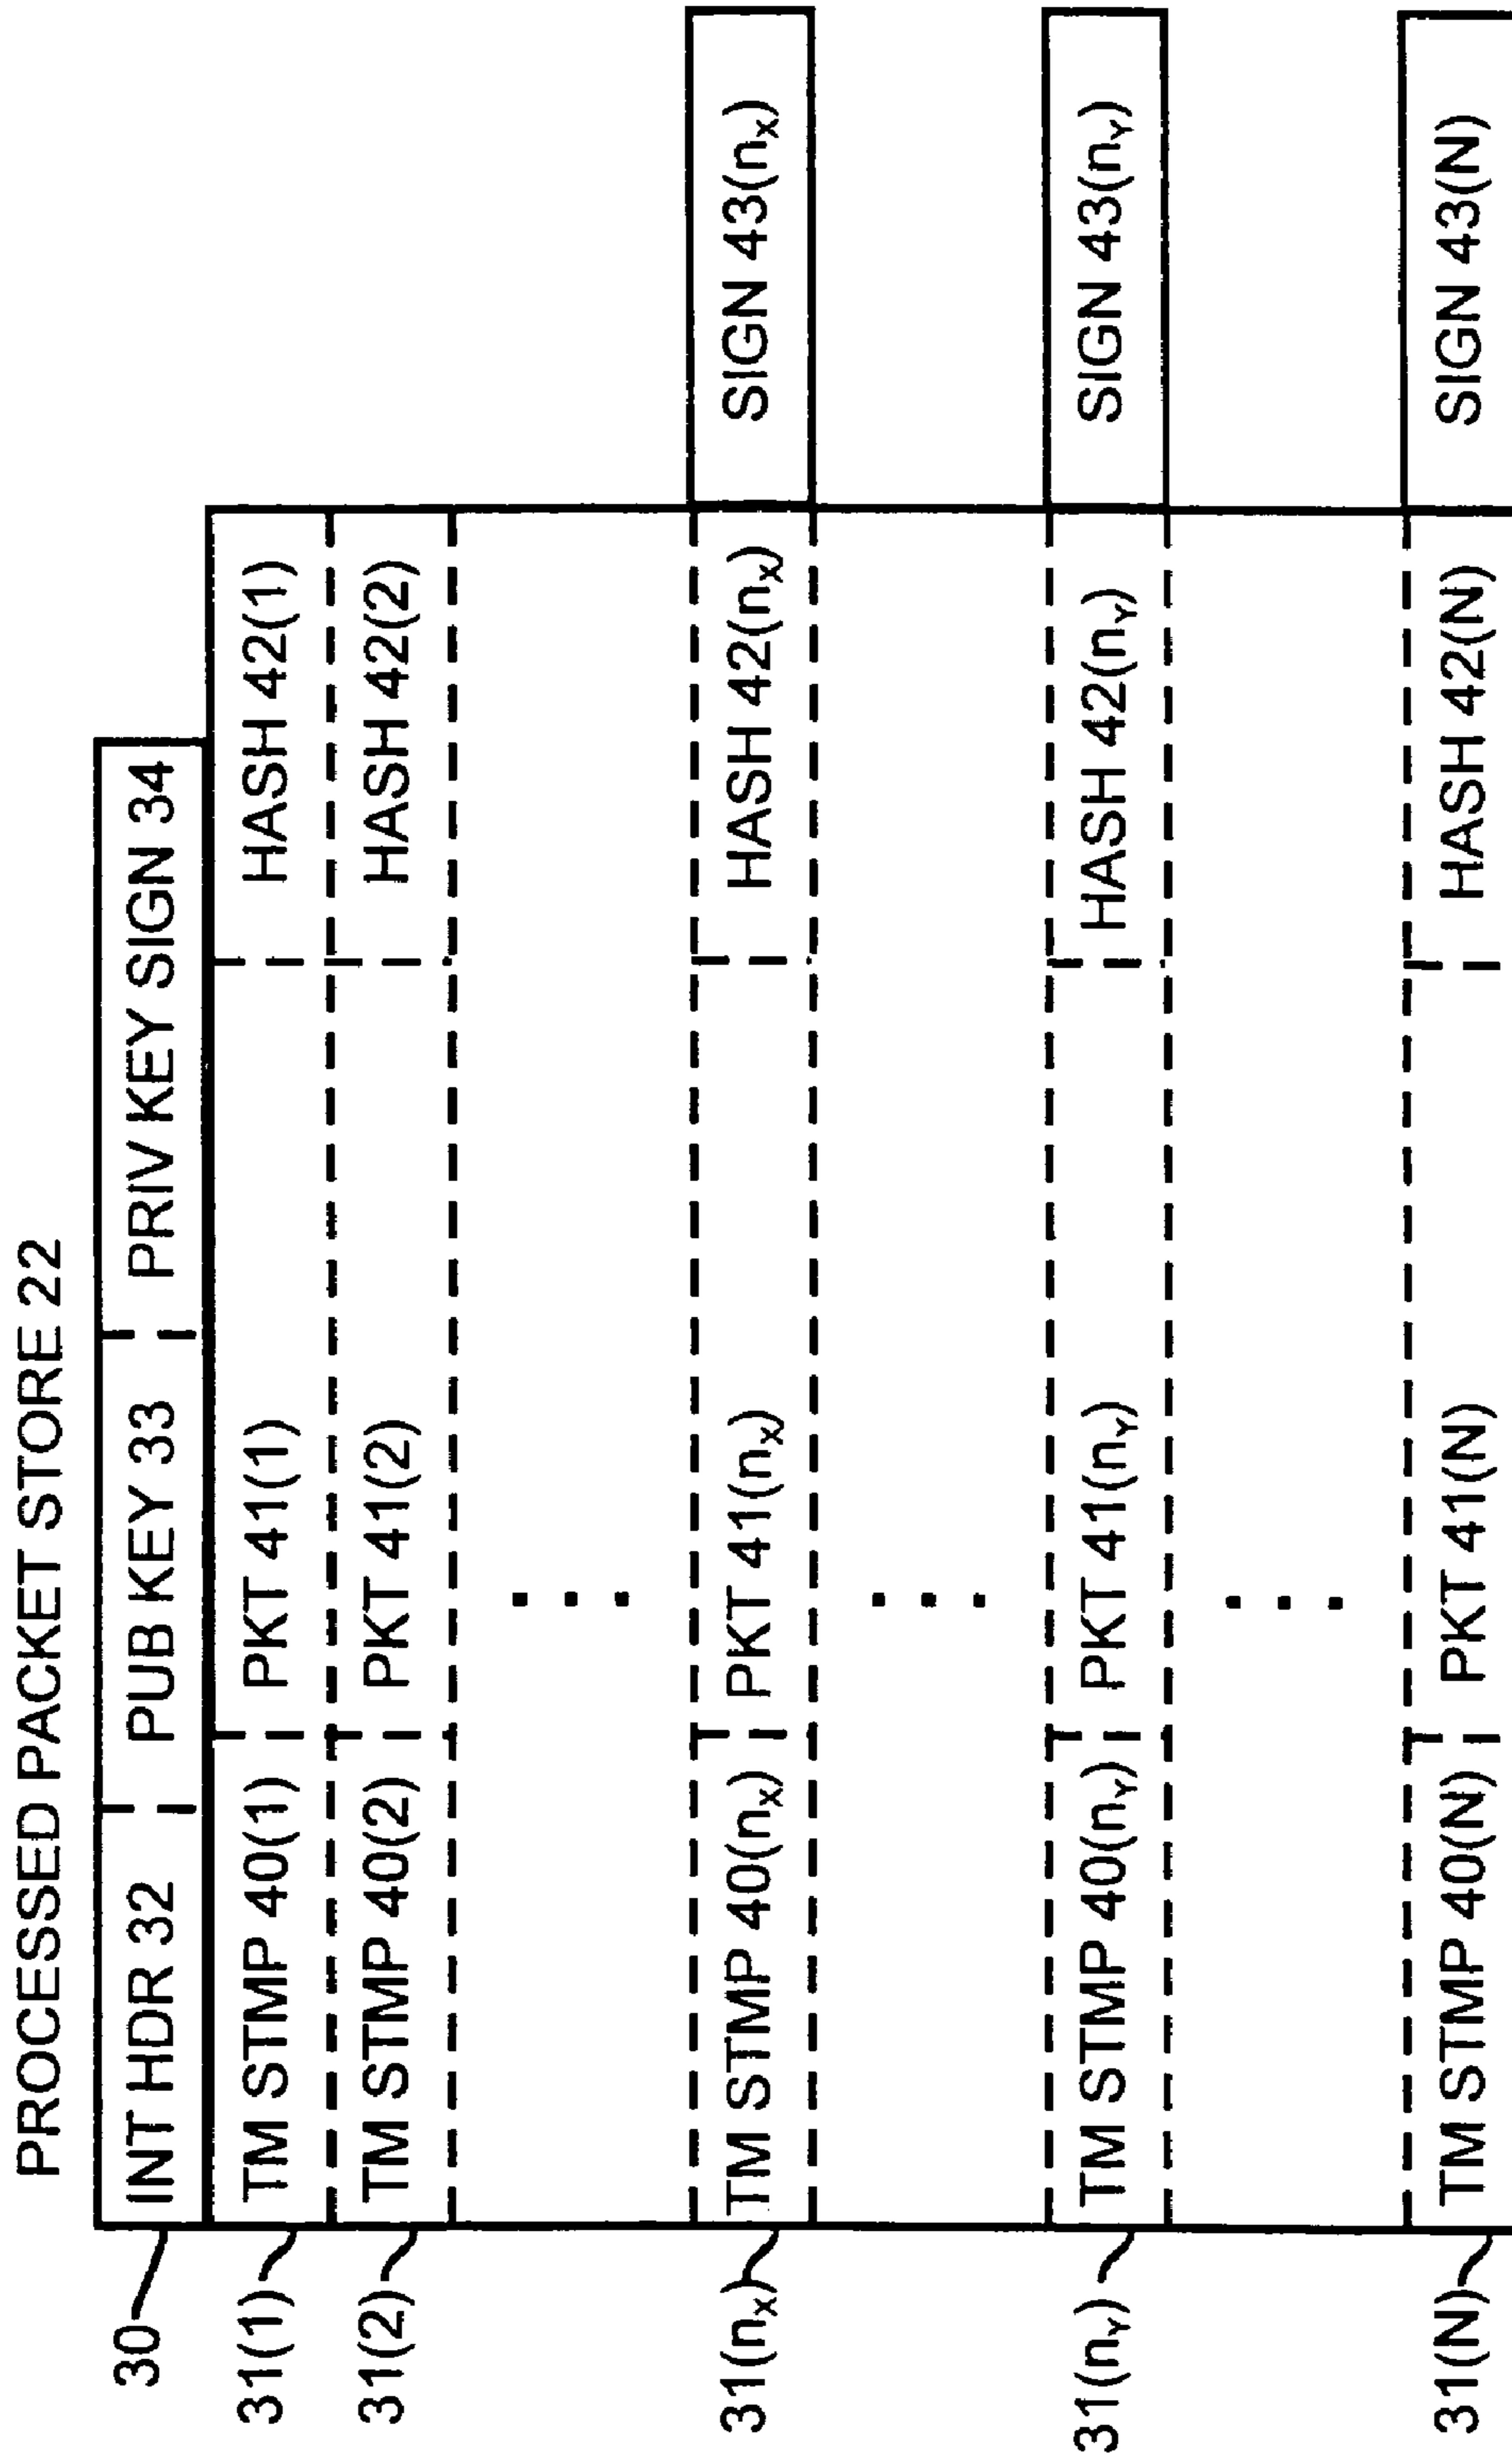 PROCESSED PACKET STORE 22
30 INT HDR 32 PUB KEY 33 PRIV KEY SIGN 34
31(1) TM STMP 40(1) PKT 41(1) HASH 42(1)
31(2) TM STMP 40(2) PKT 41(2) HASH 42(2)
31(nₓ) TM STMP 40(nₓ) PKT 41(nₓ) HASH 42(nₓ) SIGN 43(nₓ)
31(nY) TM STMP 40(nY) PKT 41(nY) HASH 42(nY) SIGN 43(nY)
31(N) TM STMP 40(N) PKT 41(N) HASH 42(N) SIGN 43(N)